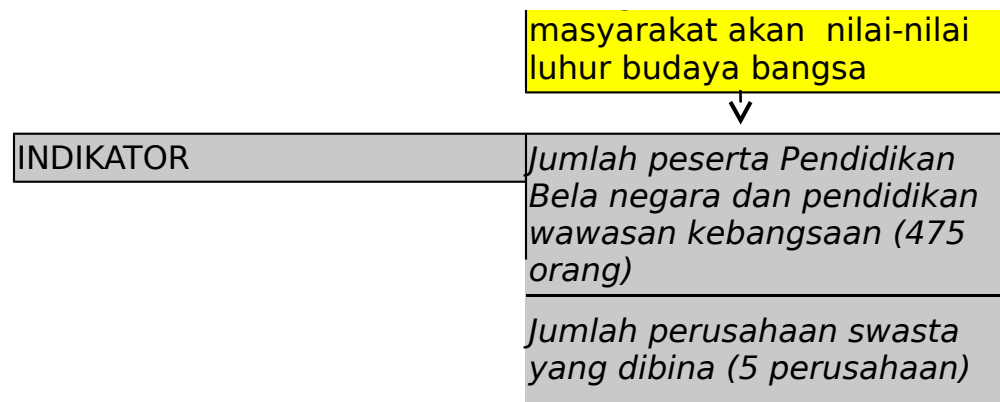 masyarakat akan  nilai-nilai
luhur budaya bangsa
INDIKATOR
Jumlah peserta Pendidikan
Bela negara dan pendidikan
wawasan kebangsaan (475
orang)
Jumlah perusahaan swasta
yang dibina (5 perusahaan)